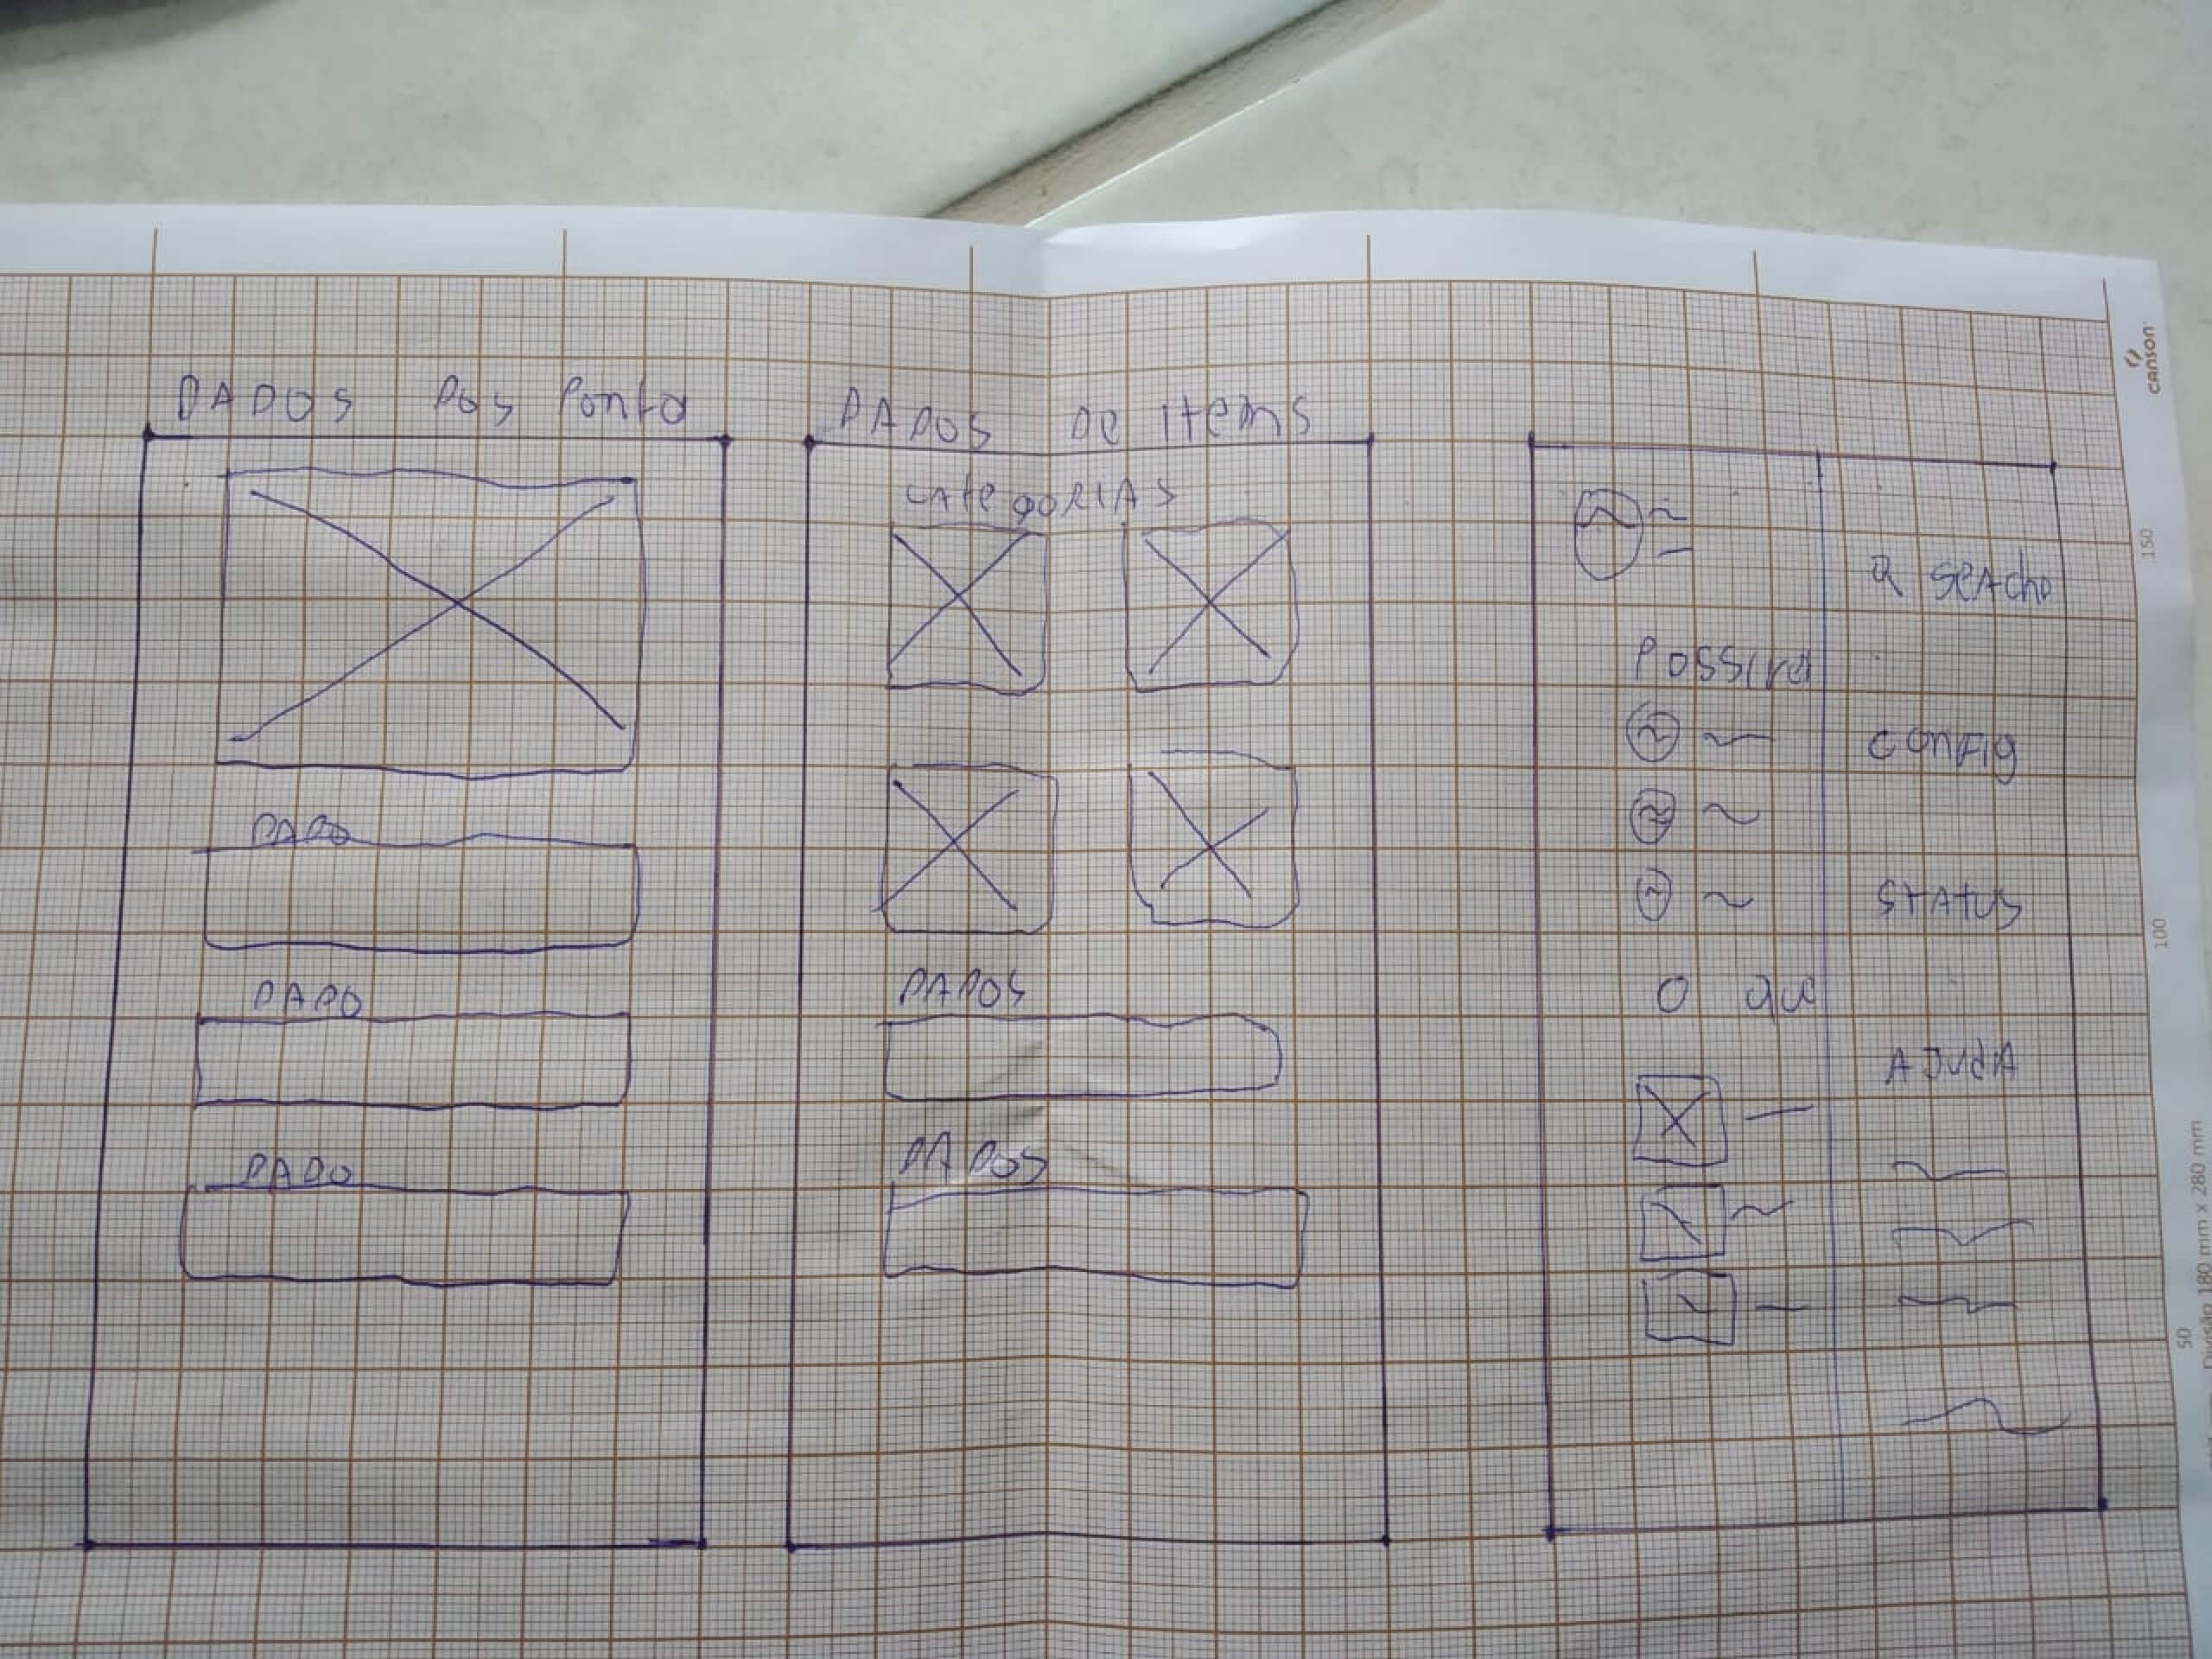 DADOS DOS Ponto
DADO
DADO
DADO
DADOS De Items
CAtegoRIAS
DADOS
DADOS
POSSIVel
O que
Q SeAcho
config
StAtUS
AJUdA
canson
150
100
50
Divisão 180 mm x 280 mm